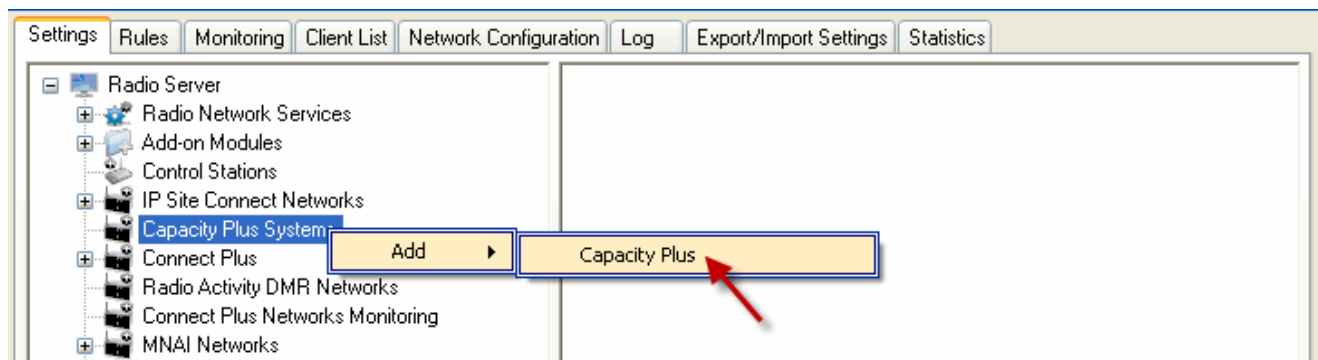 Settings Rules Monitoring Client List Network Configuration Log Export/Import Settings Statistics
Radio Server
Radio Network Services
Add-on Modules
Control Stations
IP Site Connect Networks
Capacity Plus Systems
Add Capacity Plus
Connect Plus
Radio Activity DMR Networks
Connect Plus Networks Monitoring
MNAI Networks